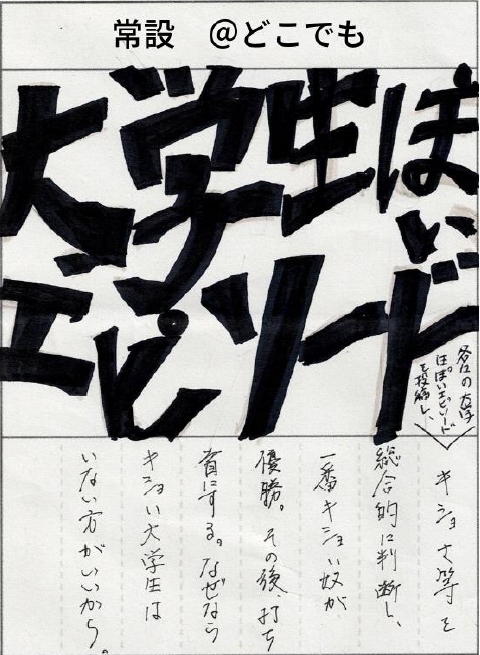 常設　@どこでも
大学生ぽい
エピソード
各々の大学
生っぽいエピソード
を投稿し、
キショさ等を
総合的に判断し、
一番キショい奴が
優勝。その後、打ち
首にする。なぜなら
キショい大学生は
いない方がいいから。